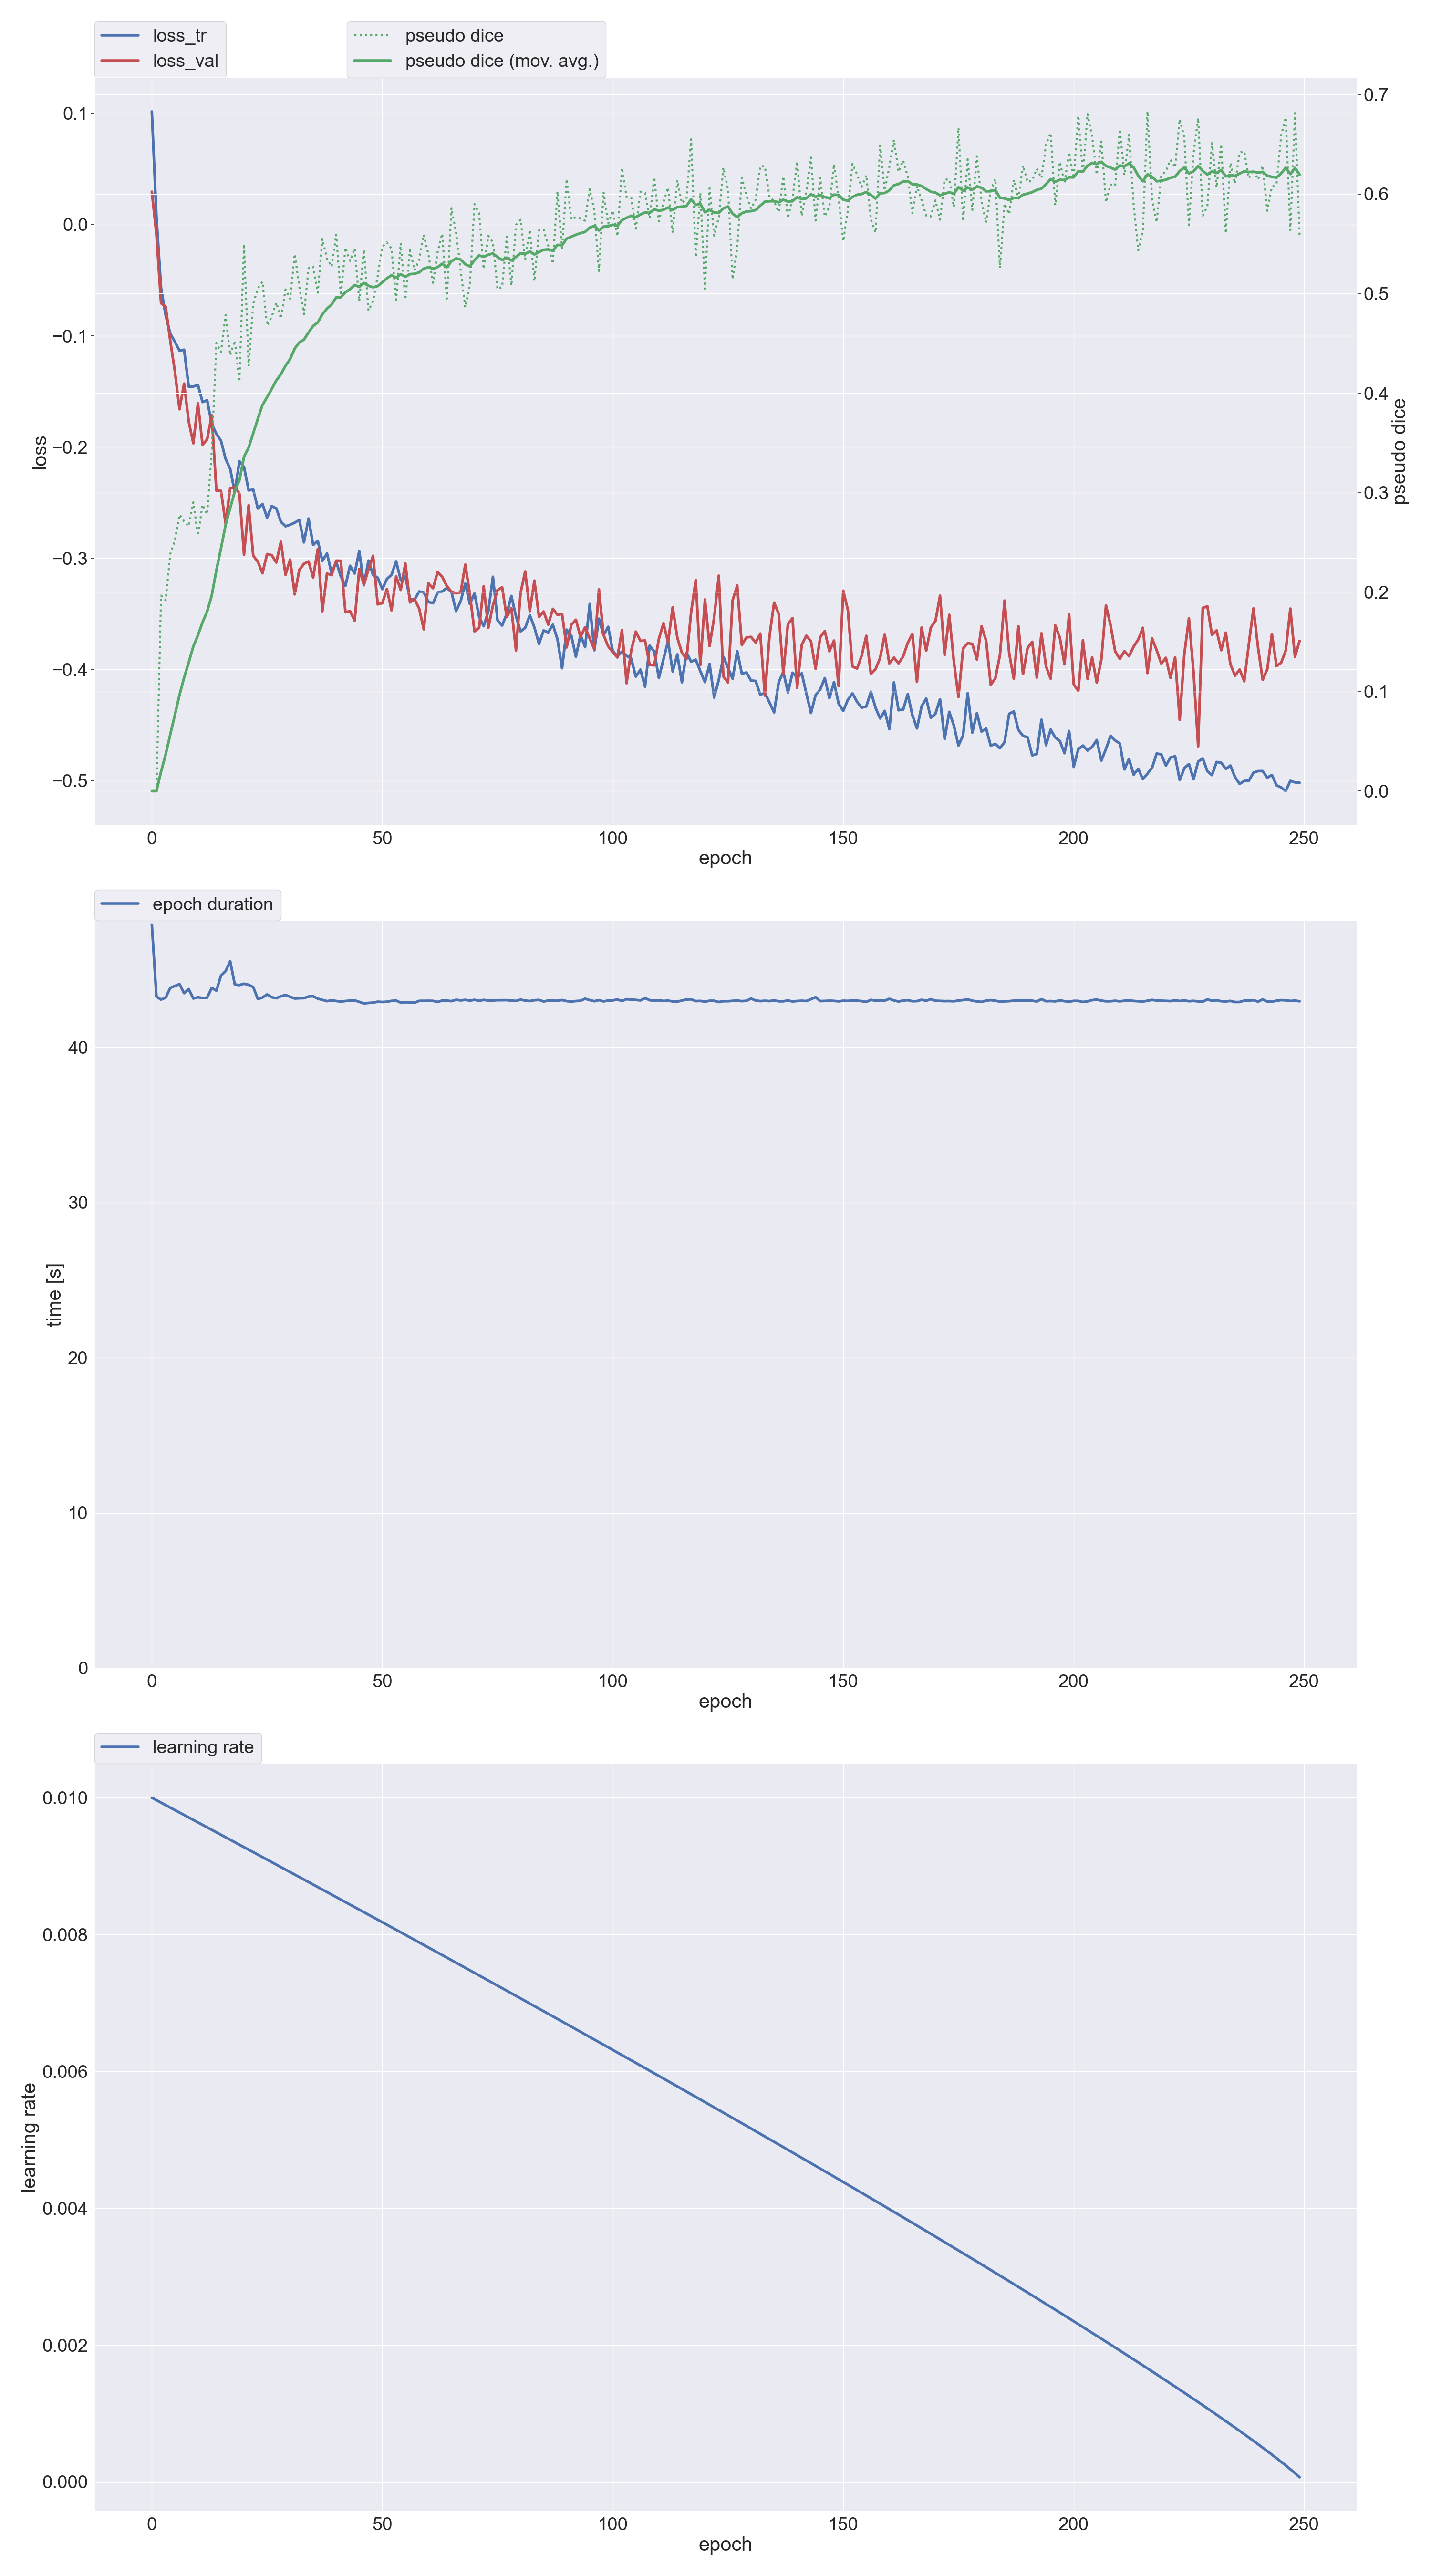 loss_tr
loss_val
pseudo dice
pseudo dice (mov. avg.)
0.1
0.0
−0.1
−0.2
−0.3
−0.4
−0.5
loss
0.7
0.6
0.5
0.4
0.3
0.2
0.1
0.0
pseudo dice
0 50 100 150 200 250
epoch
epoch duration
40
30
20
10
0
time [s]
0 50 100 150 200 250
epoch
learning rate
0.010
0.008
0.006
0.004
0.002
0.000
learning rate
0 50 100 150 200 250
epoch